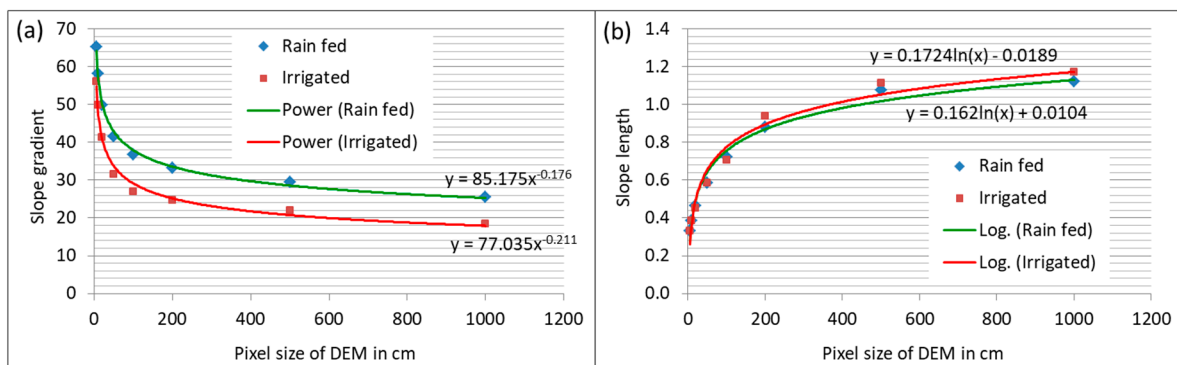 (a)
70
60
50
40
30
20
10
0
Slope gradient
Rain fed
Irrigated
Power (Rain fed)
Power (Irrigated)
y = 85.175x^-0.176
y = 77.035x^-0.211
0 200 400 600 800 1000 1200
Pixel size of DEM in cm
(b)
1.4
1.2
1.0
0.8
0.6
0.4
0.2
0.0
Slope length
y = 0.1724ln(x) - 0.0189
y = 0.162ln(x) + 0.0104
Rain fed
Irrigated
Log. (Rain fed)
Log. (Irrigated)
0 200 400 600 800 1000 1200
Pixel size of DEM in cm